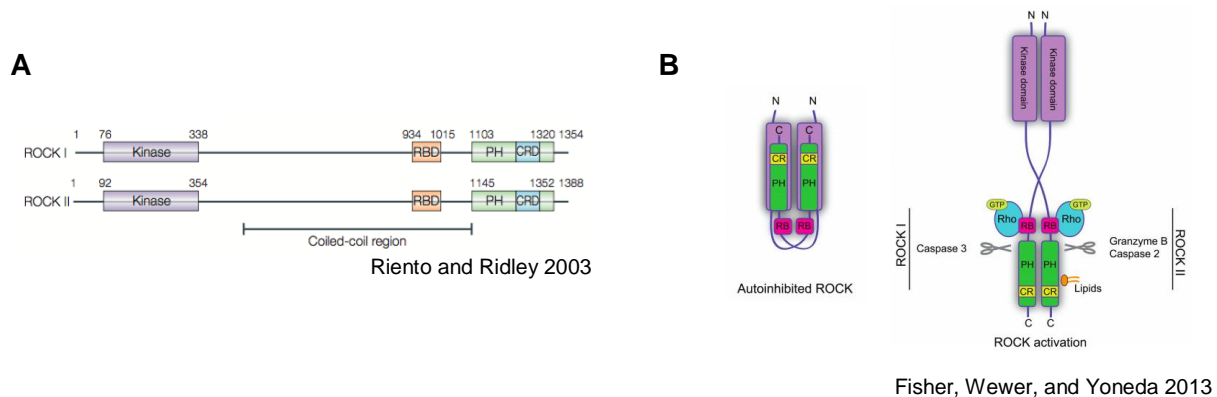 A
1 76 338 934 1015 1103 1320 1354
ROCK I Kinase RBD PH CRD
1 92 354 1145 1352 1388
ROCK II Kinase RBD PH CRD
Coiled-coil region
Riento and Ridley 2003
B
N N
C C
CR CR
PH PH
RB RB
Autoinhibited ROCK
N N
Kinase domain Kinase domain
GTP GTP
Rho RB RB Rho
ROCK I
Caspase 3
Granzyme B
Caspase 2
ROCK II
PH PH
CR CR
Lipids
C C
ROCK activation
Fisher, Wewer, and Yoneda 2013